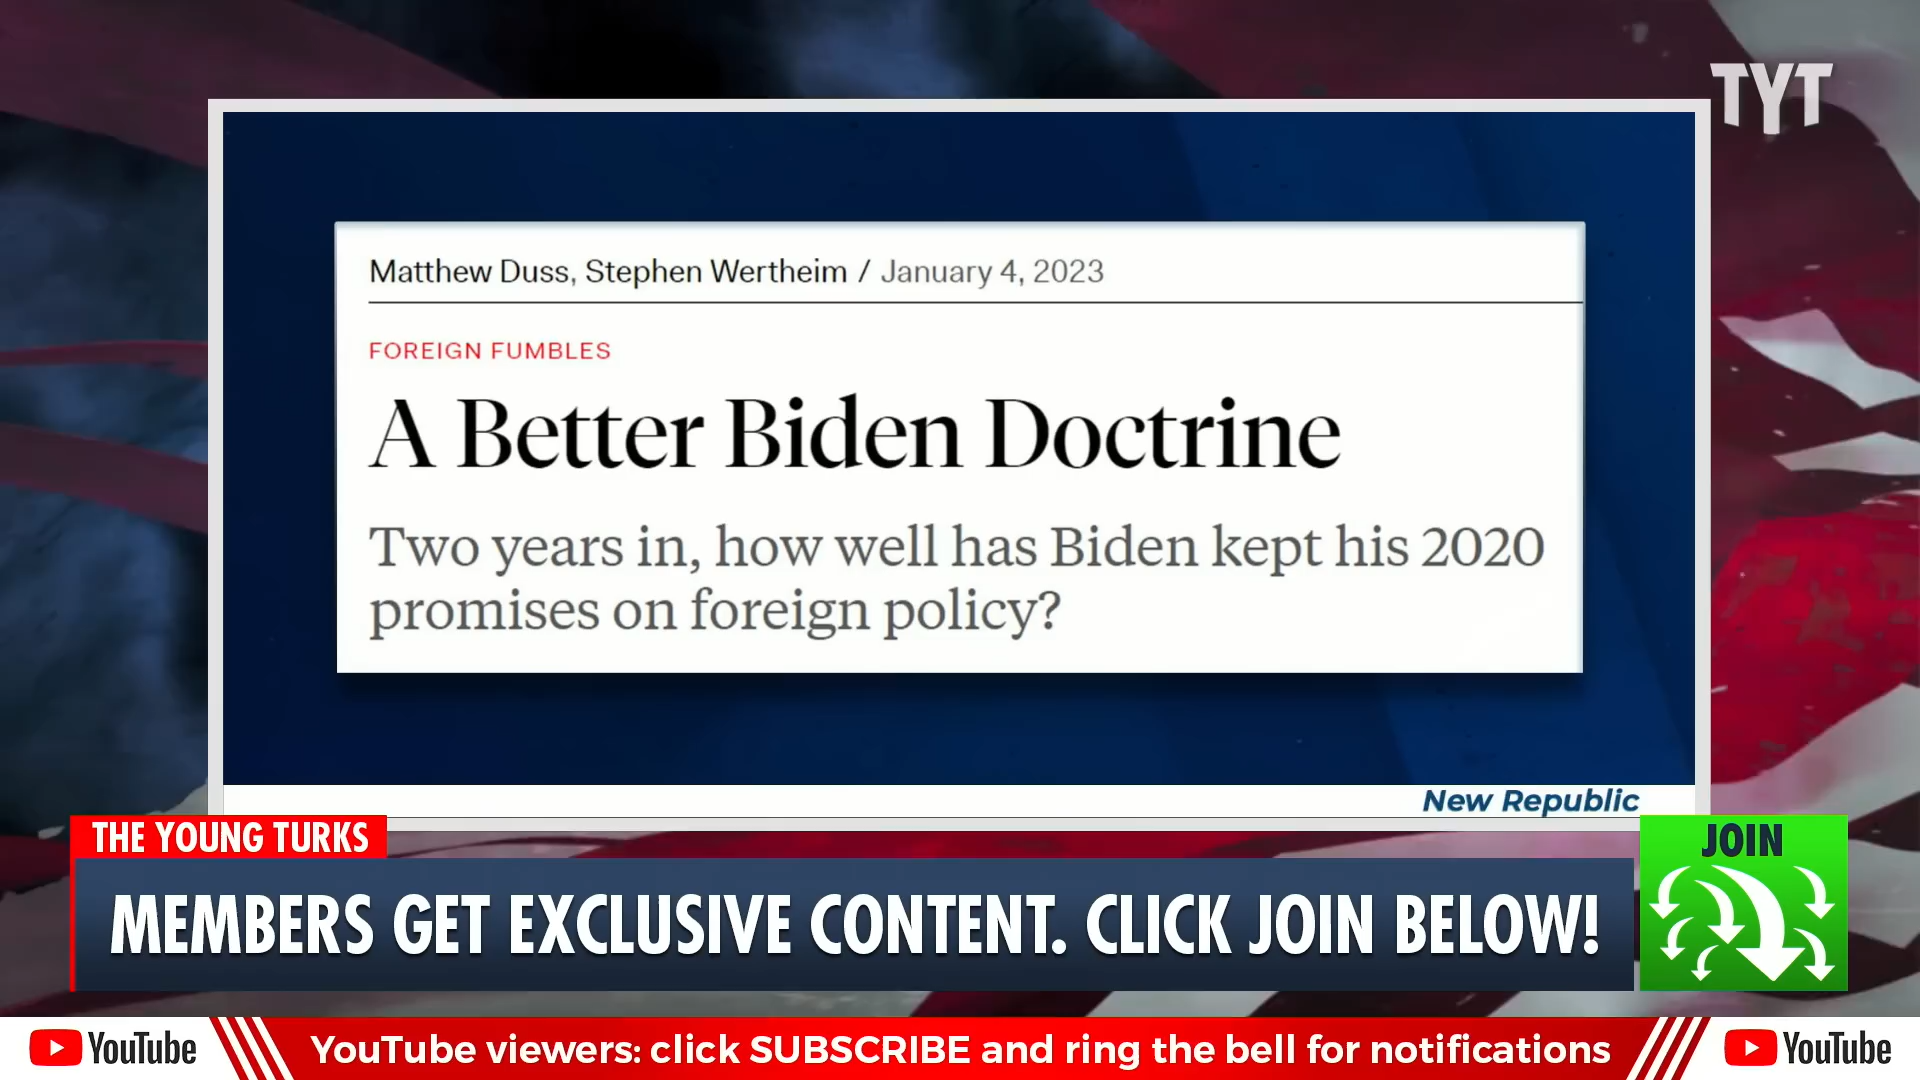 TYT
Matthew Duss, Stephen Wertheim / January 4, 2023
FOREIGN FUMBLES
A Better Biden Doctrine
Two years in, how well has Biden kept his 2020
promises on foreign policy?
New Republic
THE YOUNG TURKS
MEMBERS GET EXCLUSIVE CONTENT. CLICK JOIN BELOW!
JOIN
YouTube
YouTube viewers: click SUBSCRIBE and ring the bell for notifications
YouTube